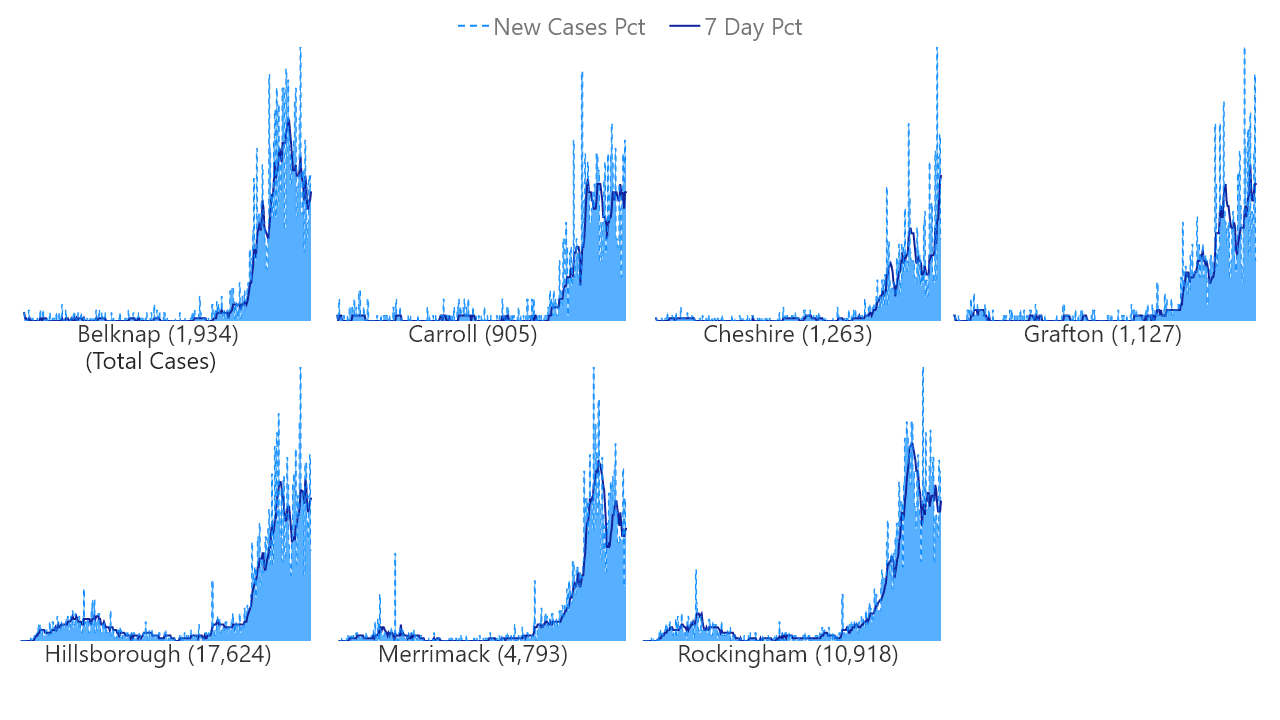 New Cases Pct 7 Day Pct
Belknap (1,934)
(Total Cases)
Carroll (905)
Cheshire (1,263)
Grafton (1,127)
Hillsborough (17,624)
Merrimack (4,793)
Rockingham (10,918)